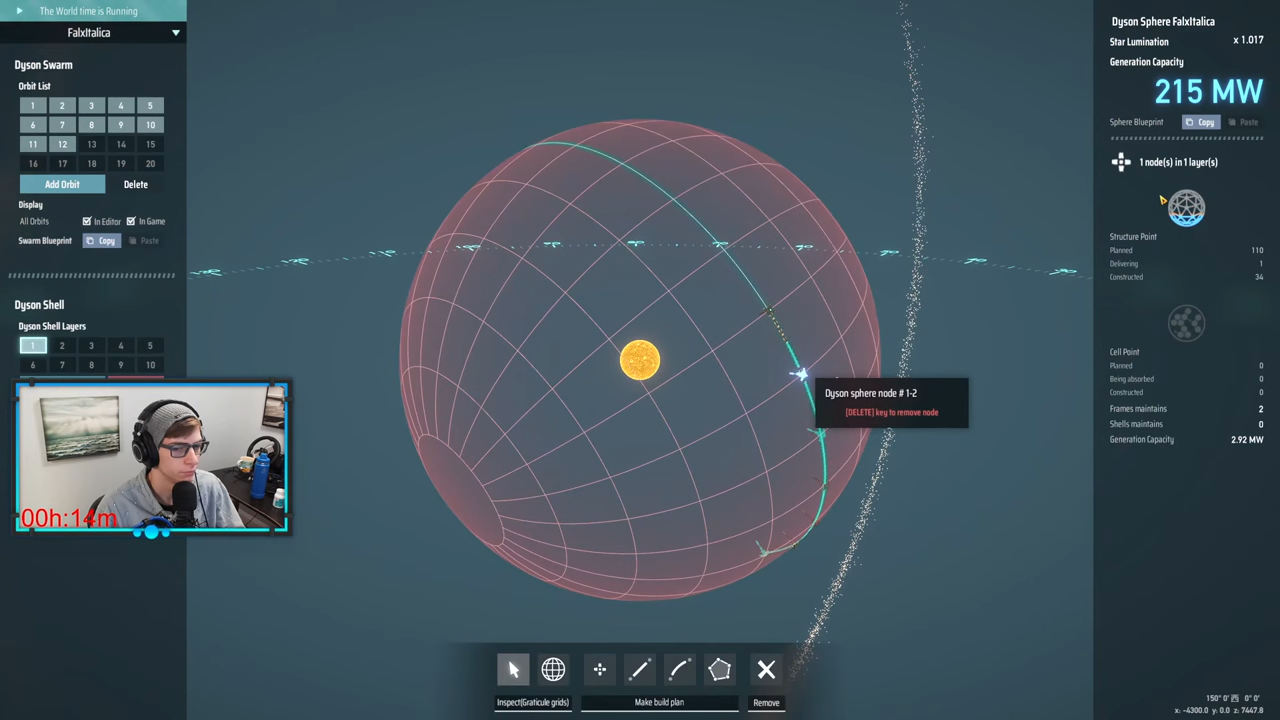 The World time is Running
FalxItalica
Dyson Swarm
Orbit List
1 2 3 4 5
6 7 8 9 10
11 12 13 14 15
16 17 18 19 20
Add Orbit Delete
Display
All Orbits In Editor In Game
Swarm Blueprint Copy Paste
Dyson Shell
Dyson Shell Layers
1 2 3 4 5
6 7 8 9 10
00h:14m
Dyson sphere node # 1-2
[DELETE] key to remove node
Inspect(Graticule grids) Make build plan Remove
Dyson Sphere FalxItalica
Star Lumination x 1.017
Generation Capacity
215 MW
Sphere Blueprint Copy Paste
1 node(s) in 1 layer(s)
Structure Point
Planned 110
Delivering 1
Constructed 34
Cell Point
Planned 0
Being absorbed 0
Constructed 0
Frames maintains 2
Shells maintains 0
Generation Capacity 2.92 MW
150° 0' 西 0° 0'
x: -4300.0 y: 0.0 z: 7447.8